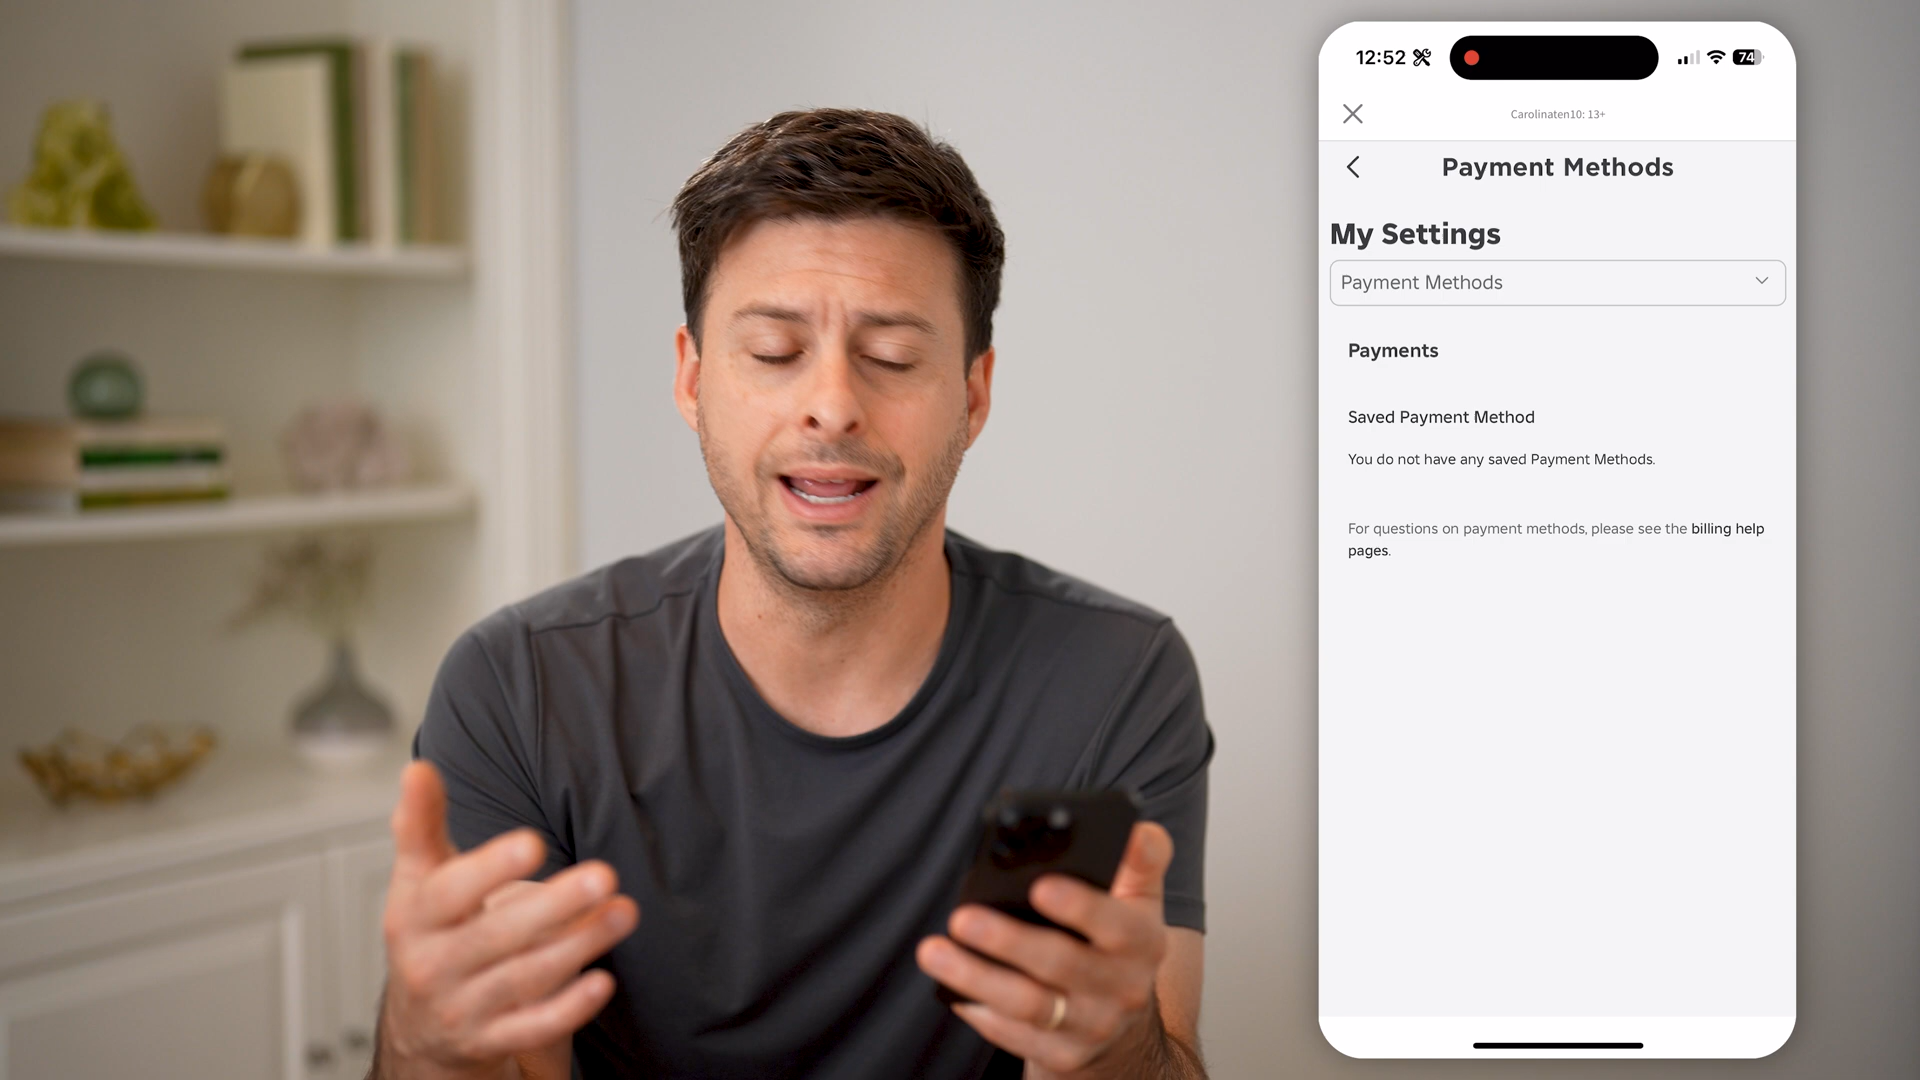 12:52
74
Carolinaten10: 13+
Payment Methods
My Settings
Payment Methods
Payments
Saved Payment Method
You do not have any saved Payment Methods.
For questions on payment methods, please see the billing help
pages.